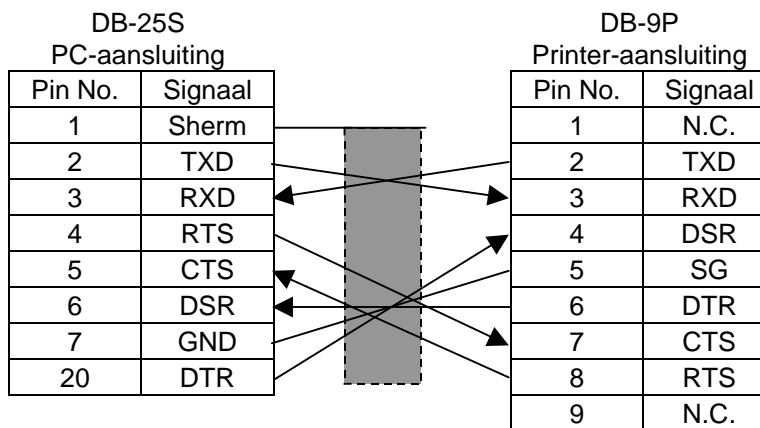 DB-25S DB-9P
PC-aansluiting Printer-aansluiting
Pin No. Signaal Pin No. Signaal
1 Sherm 1 N.C.
2 TXD 2 TXD
3 RXD 3 RXD
4 RTS 4 DSR
5 CTS 5 SG
6 DSR 6 DTR
7 GND 7 CTS
20 DTR 8 RTS
9 N.C.